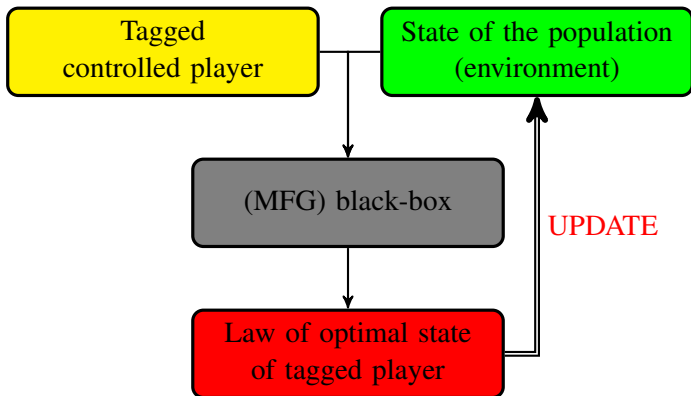 Tagged
controlled player
State of the population
(environment)
(MFG) black-box
UPDATE
Law of optimal state
of tagged player